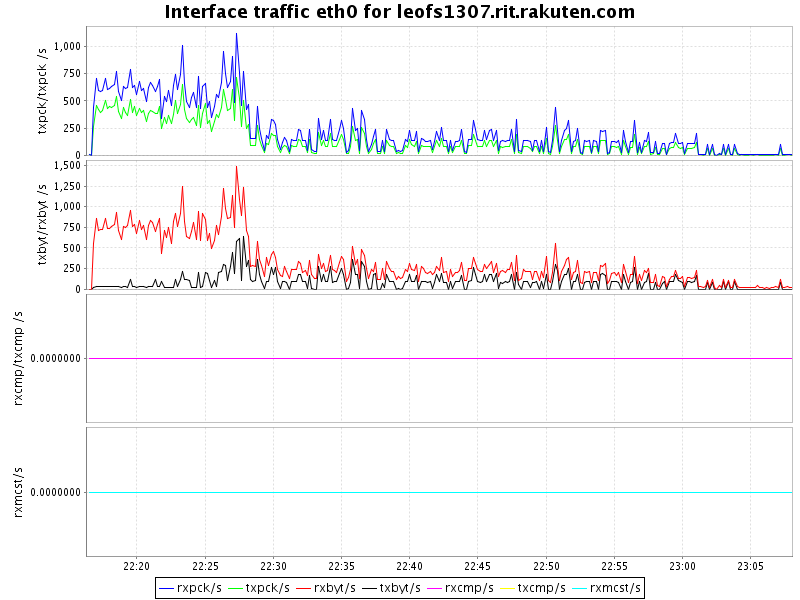 Interface traffic eth0 for leofs1307.rit.rakuten.com
txpck/txpck /s
1,000
750
500
250
0
txbyt/rxbyt /s
1,500
1,250
1,000
750
500
250
0
rxcmp/txcmp /s
0.0000000
rxmcst/s
0.0000000
22:20 22:25 22:30 22:35 22:40 22:45 22:50 22:55 23:00 23:05
rxpck/s txpck/s rxbyt/s txbyt/s rxcmp/s txcmp/s rxmcst/s